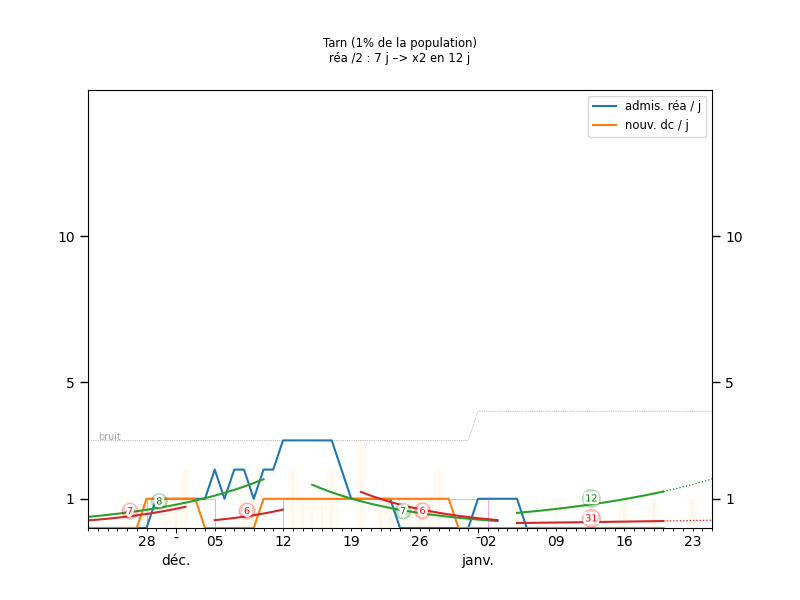 Tarn (1% de la population)
réa /2 : 7 j –> x2 en 12 j
admis. réa / j
nouv. dc / j
10 10
5 5
bruit
1 1
7 8 6 7 6 12 31
28 - 05 12 19 26 - 02 09 16 23
déc. janv.